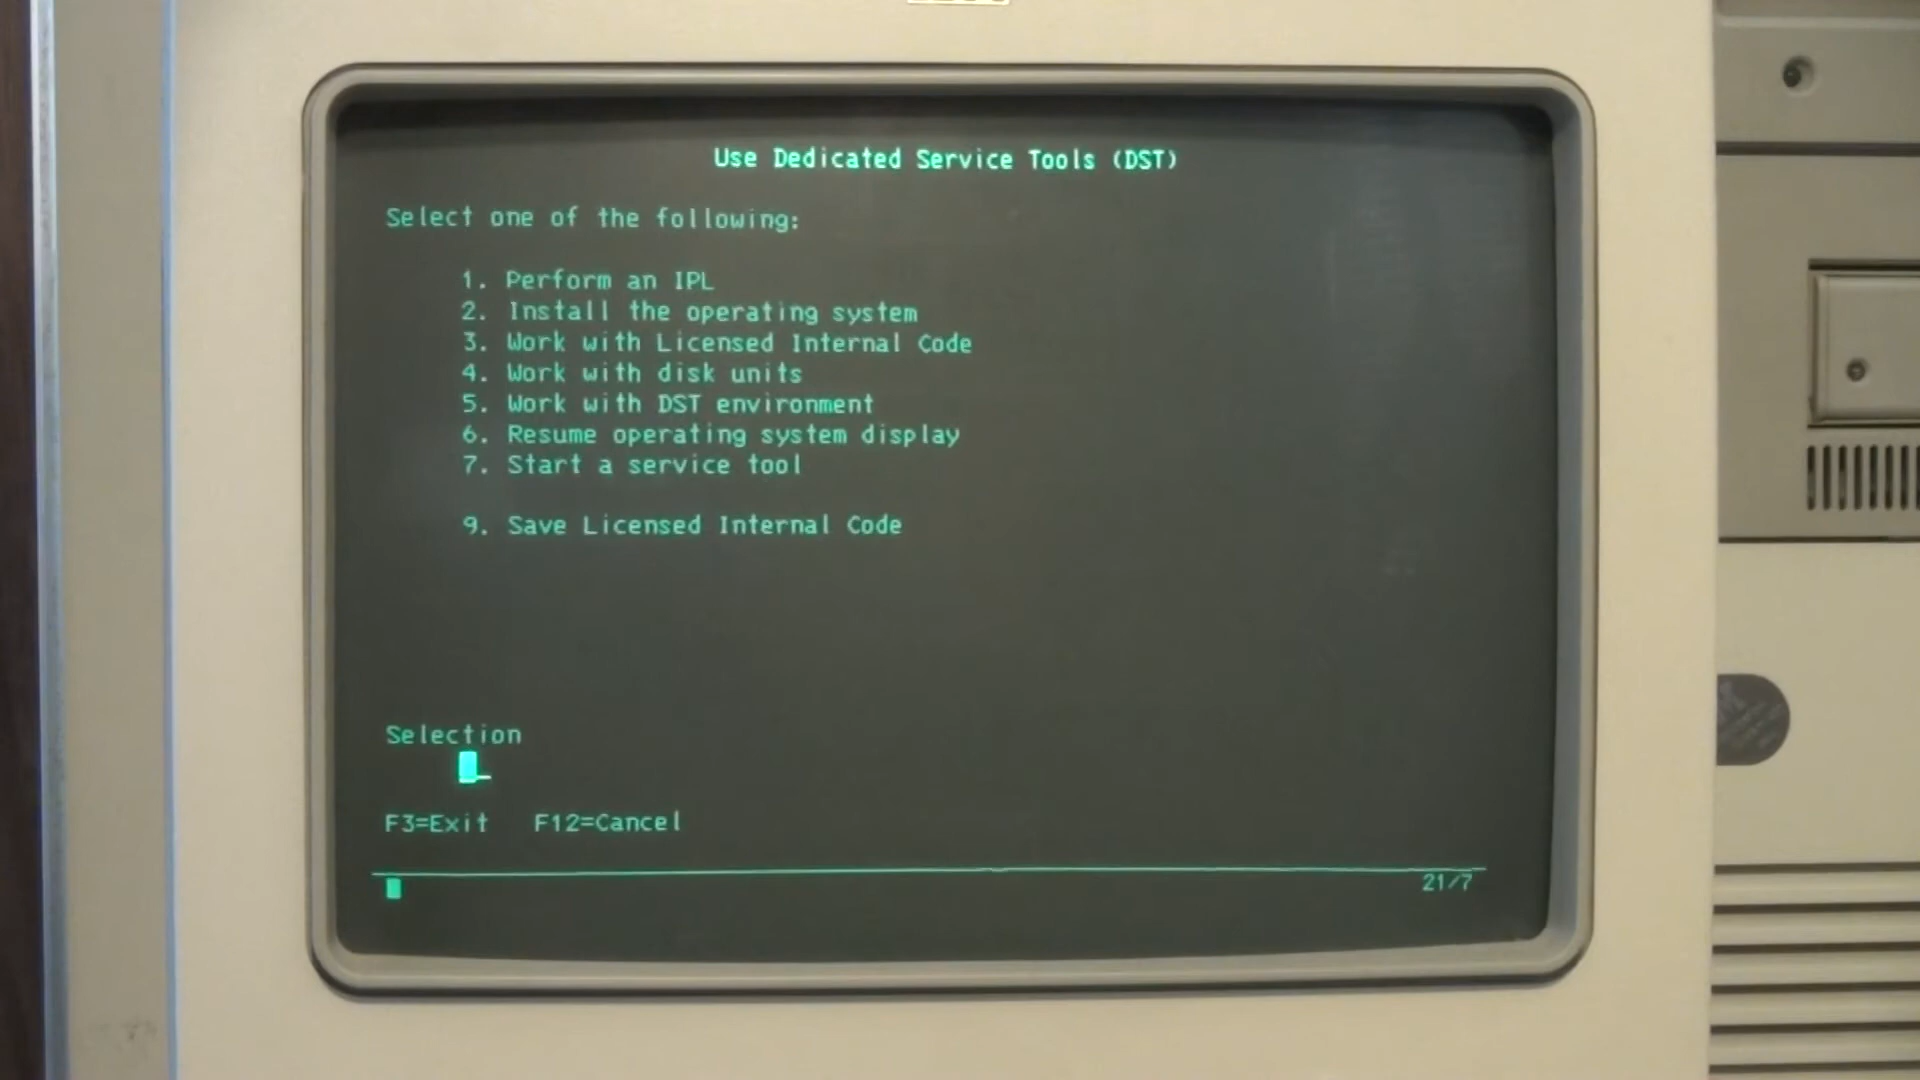 Use Dedicated Service Tools (DST)
Select one of the following:
1. Perform an IPL
2. Install the operating system
3. Work with Licensed Internal Code
4. Work with disk units
5. Work with DST environment
6. Resume operating system display
7. Start a service tool
9. Save Licensed Internal Code
Selection
F3=Exit F12=Cancel
21/7